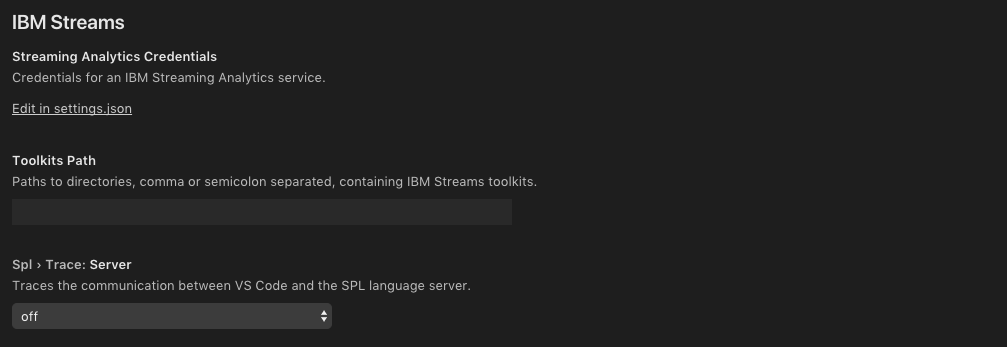 IBM Streams
Streaming Analytics Credentials
Credentials for an IBM Streaming Analytics service.
Edit in settings.json
Toolkits Path
Paths to directories, comma or semicolon separated, containing IBM Streams toolkits.
Spl › Trace: Server
Traces the communication between VS Code and the SPL language server.
off